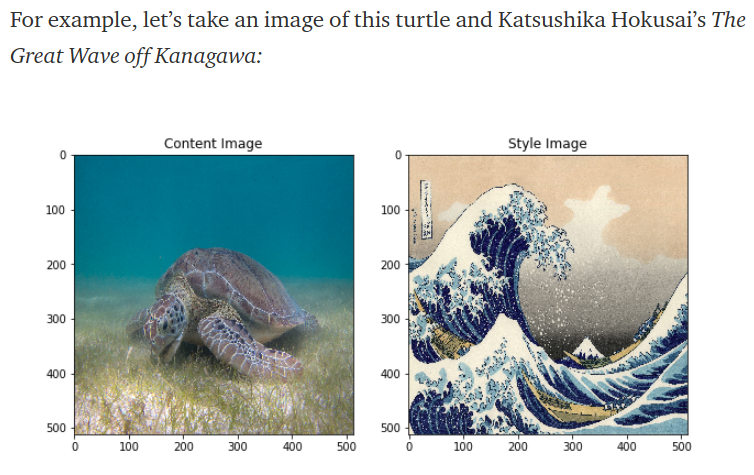 For example, let’s take an image of this turtle and Katsushika Hokusai’s The
Great Wave off Kanagawa:
Content Image
Style Image
0
100
200
300
400
500
0 100 200 300 400 500
0
100
200
300
400
500
0 100 200 300 400 500